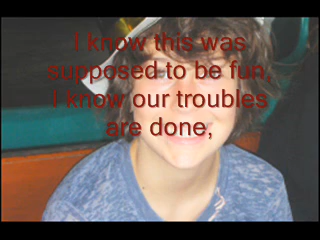 I know this was
supposed to be fun,
I know our troubles
are done,